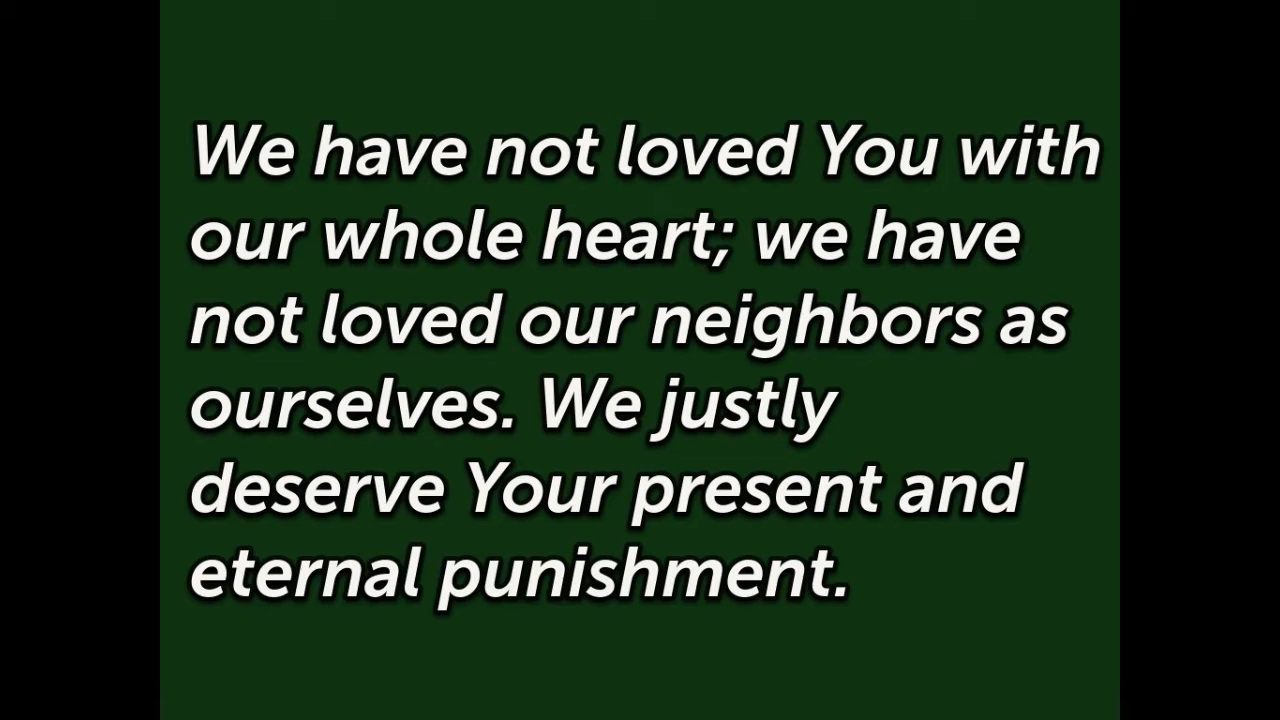 We have not loved You with
our whole heart; we have
not loved our neighbors as
ourselves. We justly
deserve Your present and
eternal punishment.